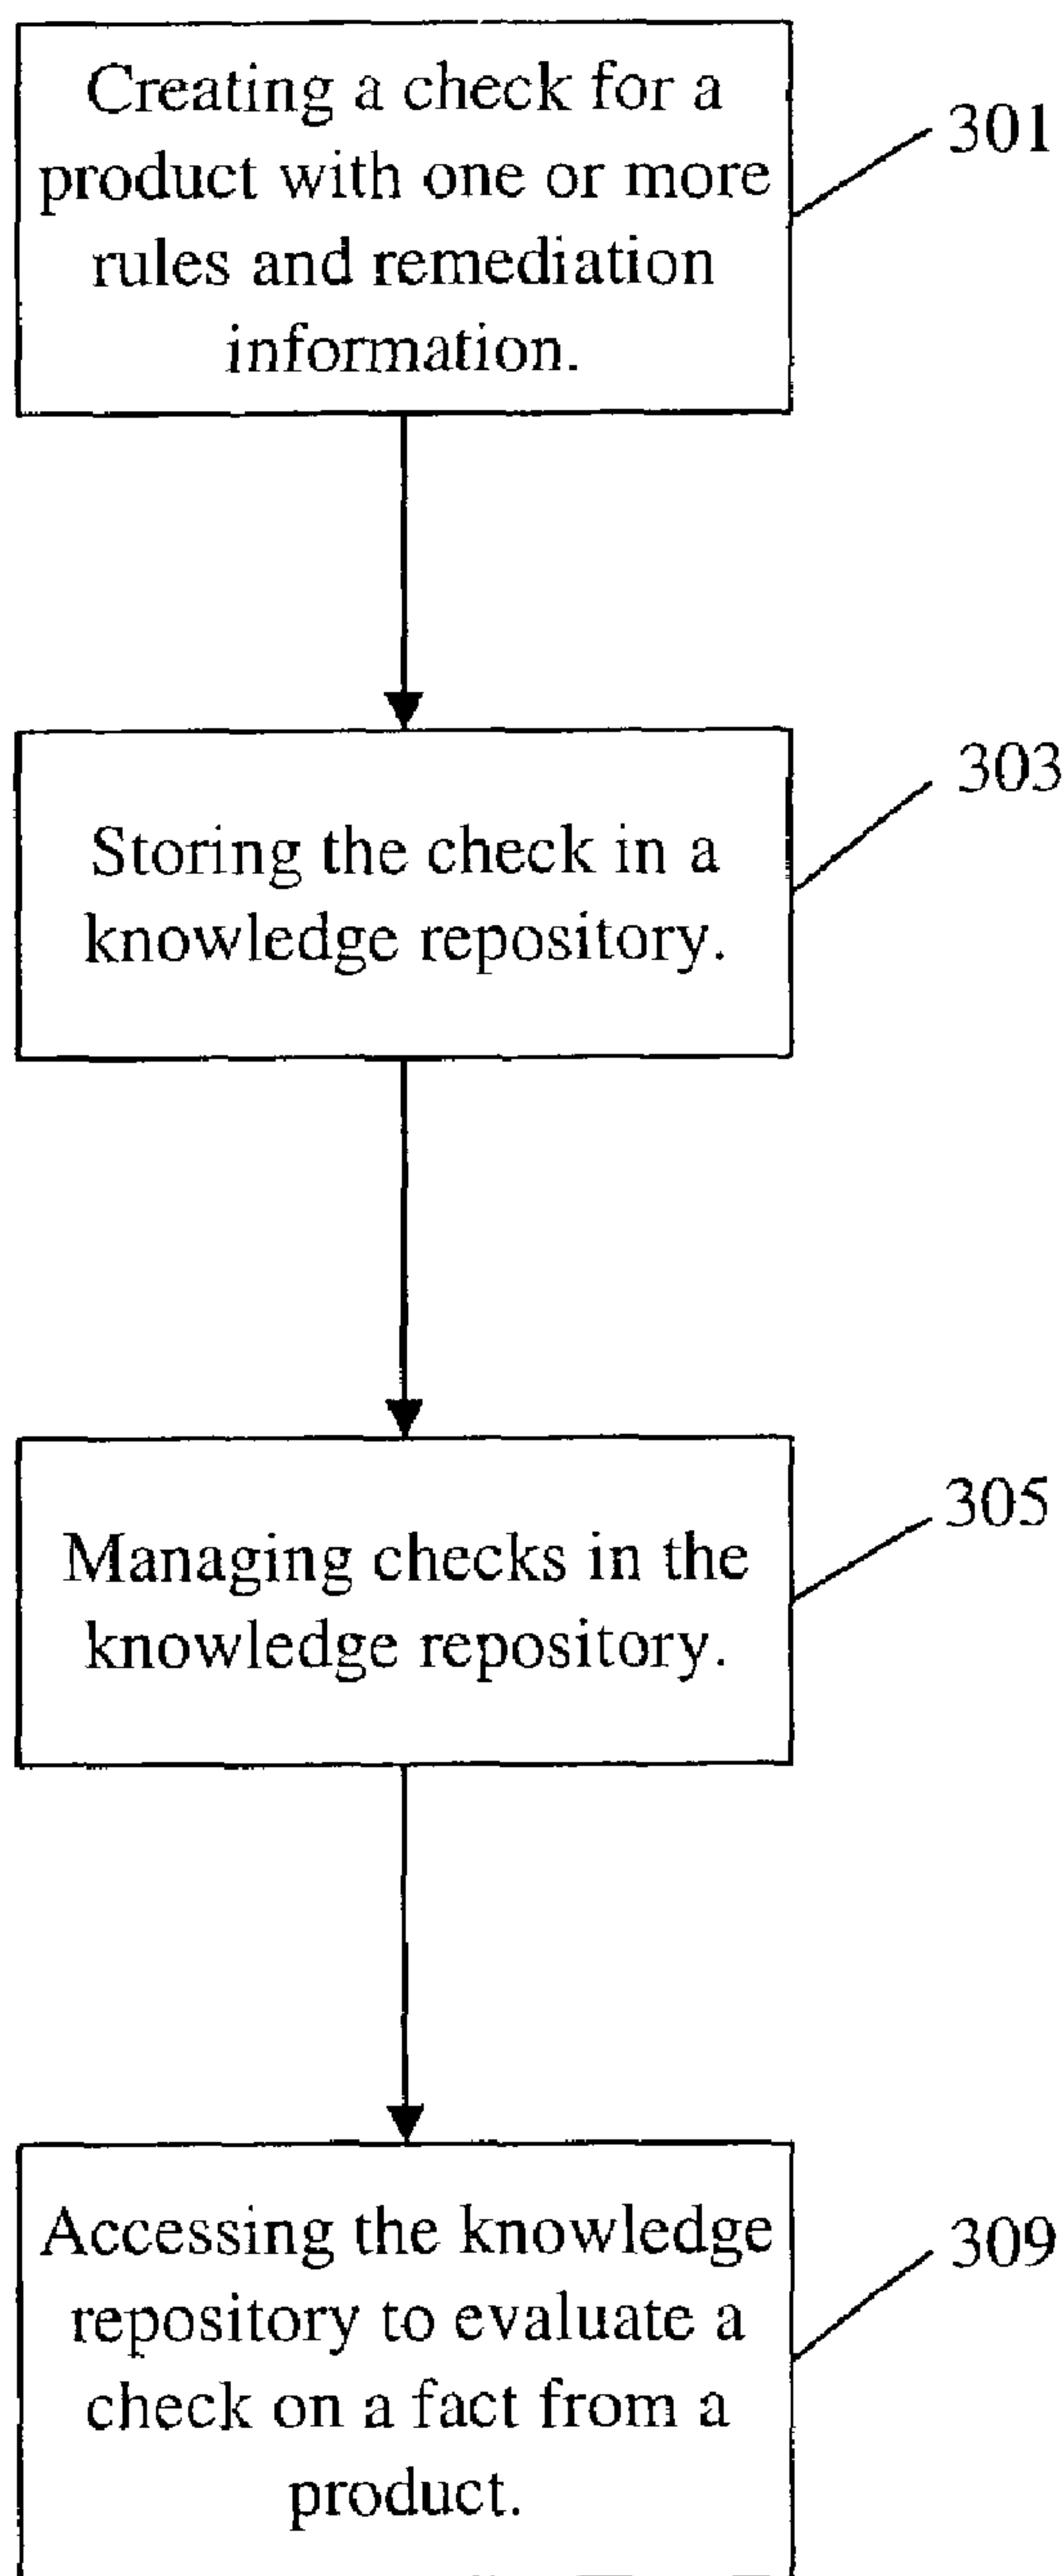 Creating a check for a
product with one or more
rules and remediation
information.
301
Storing the check in a
knowledge repository.
303
Managing checks in the
knowledge repository.
305
Accessing the knowledge
repository to evaluate a
check on a fact from a
product.
309